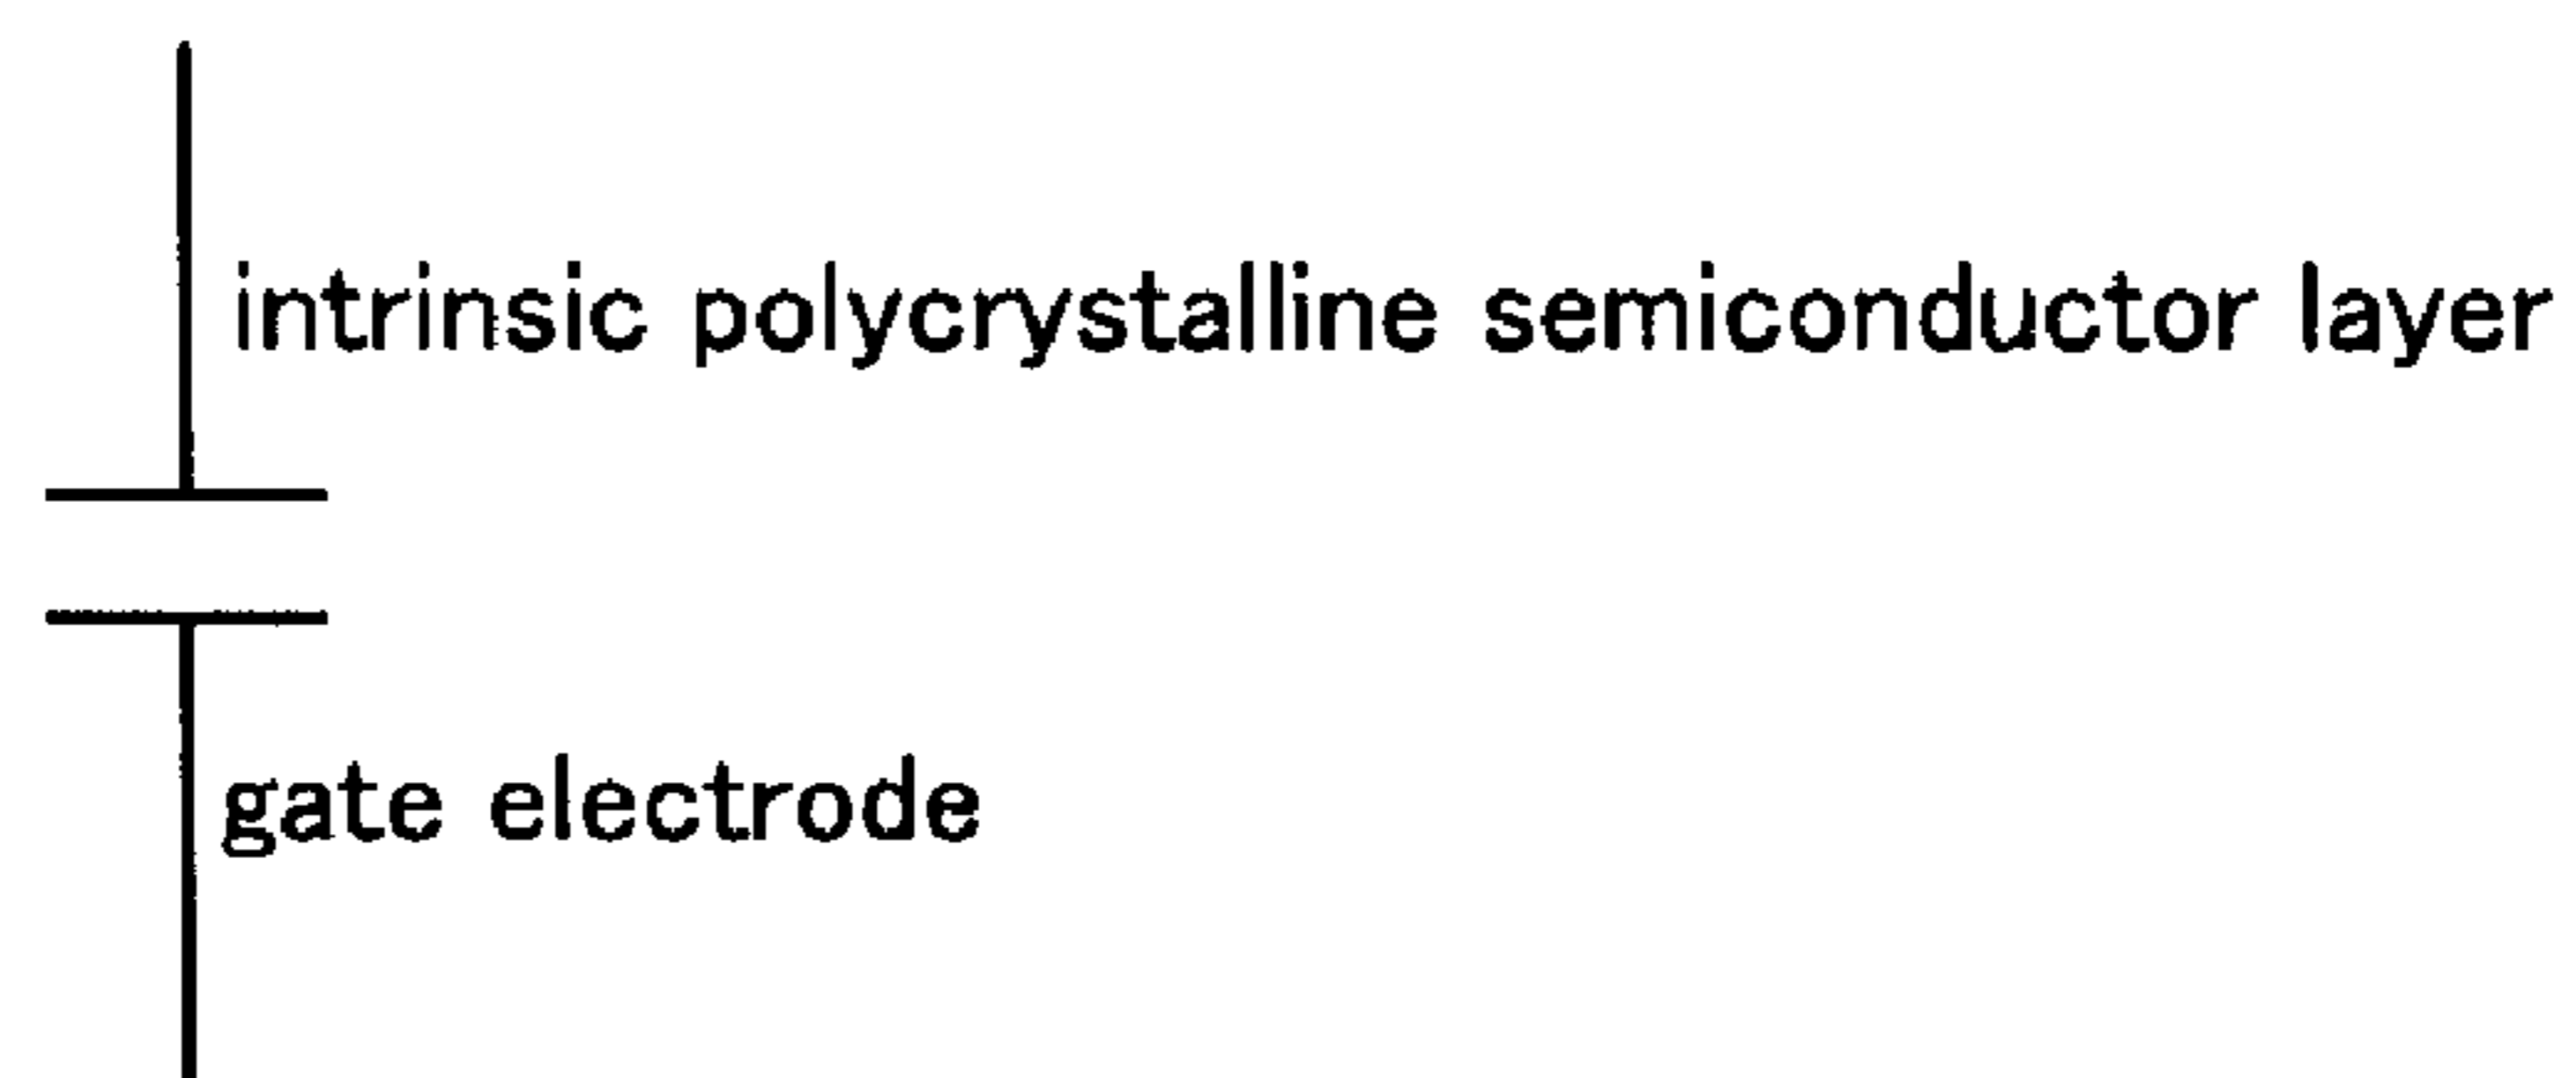 intrinsic polycrystalline semiconductor layer
gate electrode